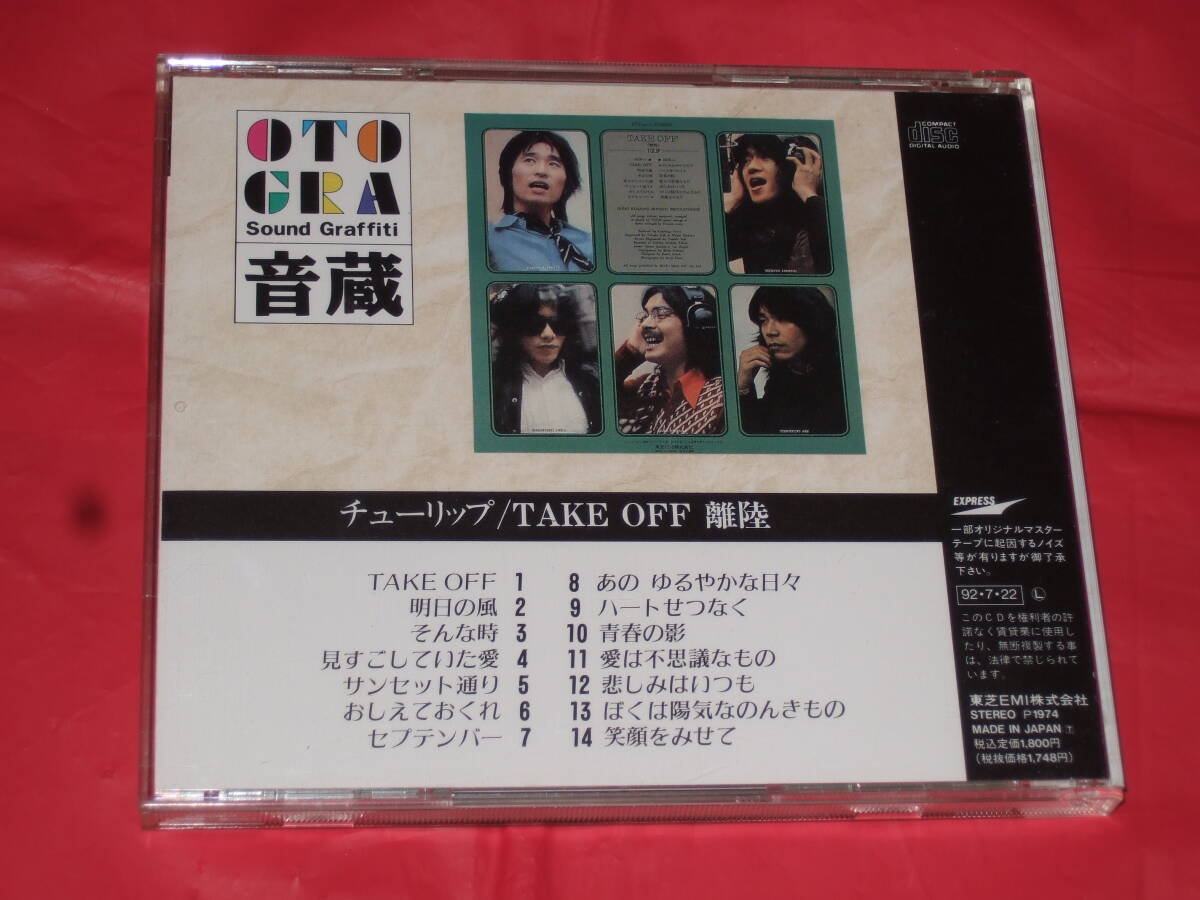 OTO
GRA
Sound Graffiti
音蔵
TAKE OFF
COMPACT
disc
DIGITAL AUDIO
チューリップ/TAKE OFF 離陸
TAKE OFF 1
明日の風 2
そんな時 3
見すごしていた愛 4
サンセット通り 5
おしえておくれ 6
セプテンバー 7
8 あの ゆるやかな日々
9 ハートせつなく
10 青春の影
11 愛は不思議なもの
12 悲しみはいつも
13 ぼくは陽気なのんきもの
14 笑顔をみせて
EXPRESS
一部オリジナルマスター
テープに起因するノイズ
等が有りますが御了承
下さい。
92・7・22 Ⓛ
このCDを権利者の許
諾なく賃貸業に使用し
たり、無断複製する事
は、法律で禁じられて
います。
東芝EMI株式会社
STEREO P1974
MADE IN JAPAN T
税込定価1,800円
(税抜価格1,748円)